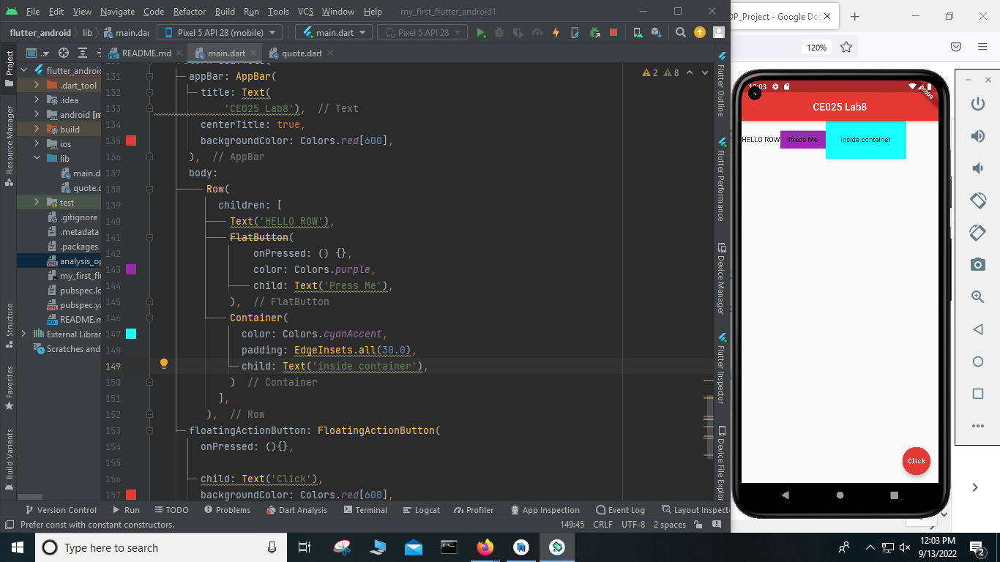 File Edit View Navigate Code Refactor Build Run Tools VCS Window Help my_first_flutter_android1
flutter_android lib main.dar Pixel 5 API 28 (mobile) main.dart Pixel 5 API 28
README.md main.dart quote.dart
Project
Resource Manager
Structure
Favorites
Build Variants
flutter_android
.dart_tool
.idea
android [m
build
ios
lib
main.da
quote.d
test
.gitignore
.metadata
.packages
analysis_op
my_first_flu
pubspec.lo
pubspec.ya
README.m
External Librar
Scratches and
2 8
131 appBar: AppBar(
132 title: Text(
133 'CE025 Lab8'), // Text
134 centerTitle: true,
135 backgroundColor: Colors.red[600],
136 ), // AppBar
137 body:
138 Row(
139 children: [
140 Text('HELLO ROW'),
141 FlatButton(
142 onPressed: () {},
143 color: Colors.purple,
144 child: Text('Press Me'),
145 ), // FlatButton
146 Container(
147 color: Colors.cyanAccent,
148 padding: EdgeInsets.all(30.0),
149 child: Text('inside container'),
150 ) // Container
151 ],
152 ), // Row
153 floatingActionButton: FloatingActionButton(
154 onPressed: (){},
155
156 child: Text('Click'),
157 backgroundColor: Colors.red[600],
Flutter Outline
Flutter Performance
Device Manager
Flutter Inspector
Device File Explor
Version Control Run TODO Problems Dart Analysis Terminal Logcat Profiler App Inspection Event Log Layout Inspecto
Prefer const with constant constructors. 149:45 CRLF UTF-8 2 spaces
OP_Project - Google Doc
120%
DEBUG
CE025 Lab8
HELLO ROW Press Me inside container
Click
Type here to search
12:03 PM
9/13/2022
2